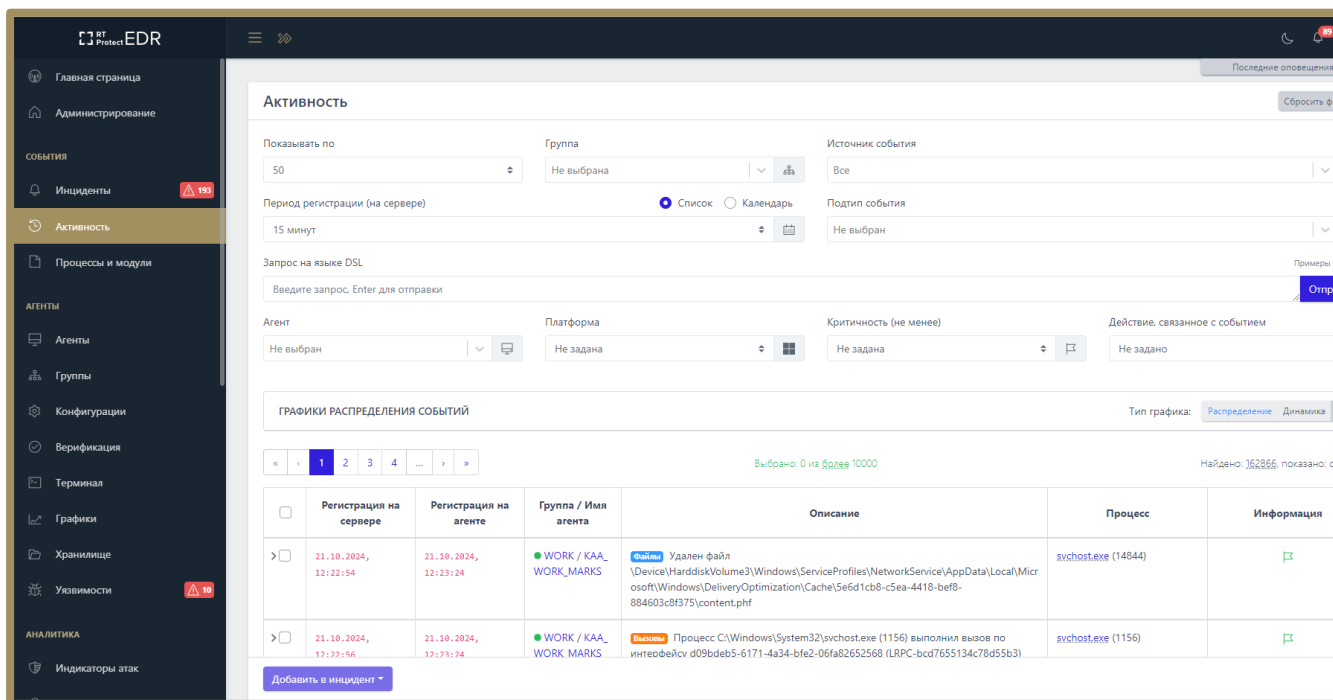 RT Protect EDR
89
Главная страница
Администрирование
СОБЫТИЯ
Инциденты 193
Активность
Процессы и модули
АГЕНТЫ
Агенты
Группы
Конфигурации
Верификация
Терминал
Графики
Хранилище
Уязвимости 10
АНАЛИТИКА
Индикаторы атак
Последние оповещения
Активность
Сбросить ф
Показывать по Группа Источник события
50 Не выбрана Все
Период регистрации (на сервере) Список Календарь Подтип события
15 минут Не выбран
Запрос на языке DSL Примеры
Введите запрос, Enter для отправки Отпр
Агент Платформа Критичность (не менее) Действие, связанное с событием
Не выбран Не задана Не задана Не задано
ГРАФИКИ РАСПРЕДЕЛЕНИЯ СОБЫТИЙ Тип графика: Распределение Динамика
« ‹ 1 2 3 4 ... › » Выбрано: 0 из более 10000 Найдено: 162866, показано: с
Регистрация на сервере Регистрация на агенте Группа / Имя агента Описание Процесс Информация
21.10.2024, 12:22:54 21.10.2024, 12:23:24 WORK / KAA_WORK_MARKS Файлы Удален файл svchost.exe (14844)
\Device\HarddiskVolume3\Windows\ServiceProfiles\NetworkService\AppData\Local\Micr
osoft\Windows\DeliveryOptimization\Cache\5e6d1cb8-c5ea-4418-bef8-
884603c8f375\content.phf
21.10.2024, 12:22:56 21.10.2024, 12:23:24 WORK / KAA_WORK_MARKS Вызовы Процесс C:\Windows\System32\svchost.exe (1156) выполнил вызов по svchost.exe (1156)
интерфейсу d09bdeb5-6171-4a34-bfe2-06fa82652568 (LRPC-bcd7655134c78d55b3)
Добавить в инцидент